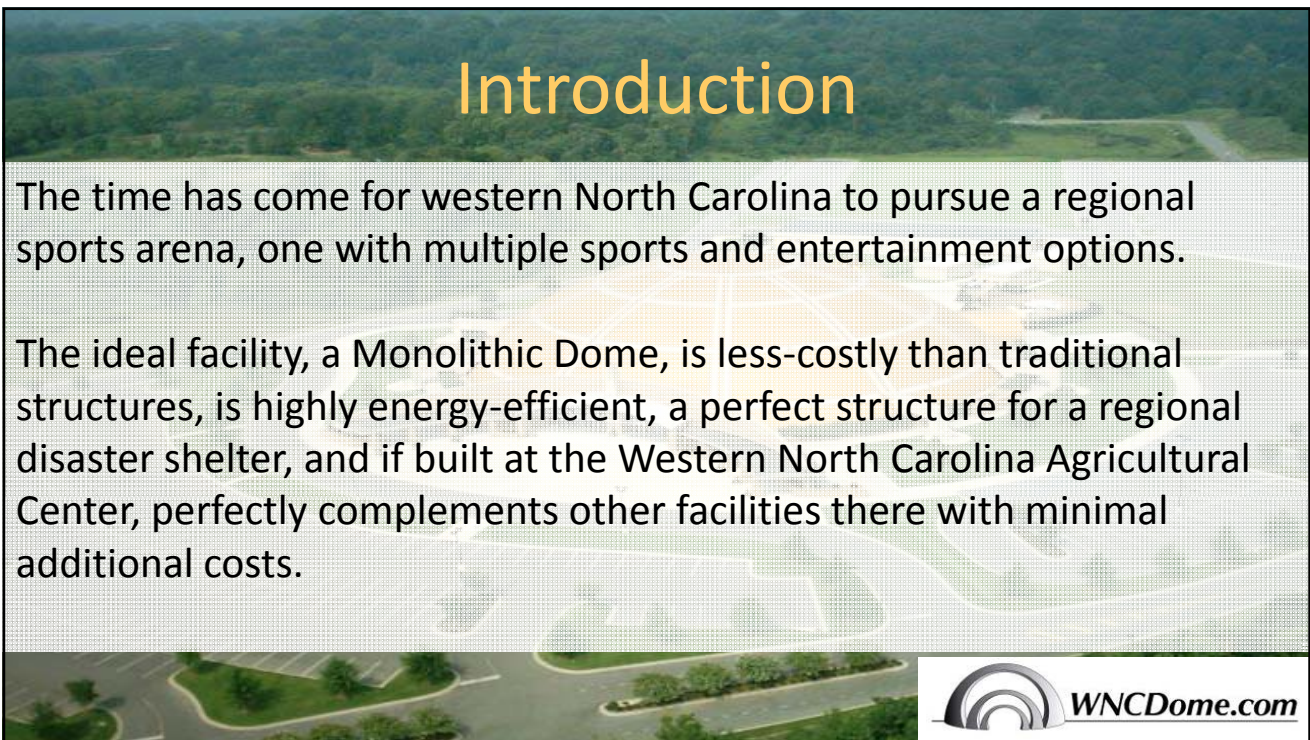 Introduction
The time has come for western North Carolina to pursue a regional
sports arena, one with multiple sports and entertainment options.
The ideal facility, a Monolithic Dome, is less-costly than traditional
structures, is highly energy-efficient, a perfect structure for a regional
disaster shelter, and if built at the Western North Carolina Agricultural
Center, perfectly complements other facilities there with minimal
additional costs.
WNCDome.com